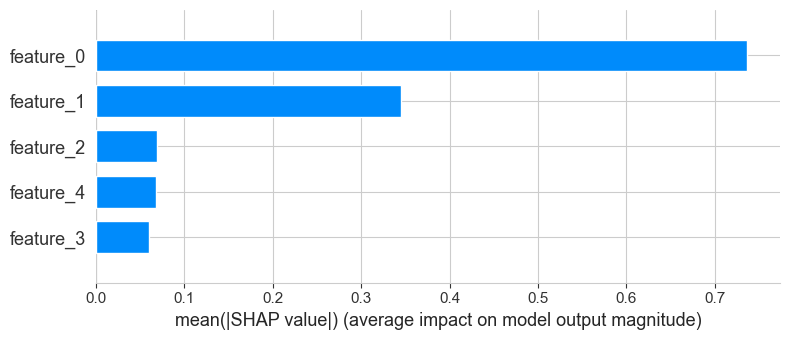 feature_0
feature_1
feature_2
feature_4
feature_3
0.0 0.1 0.2 0.3 0.4 0.5 0.6 0.7
mean(|SHAP value|) (average impact on model output magnitude)